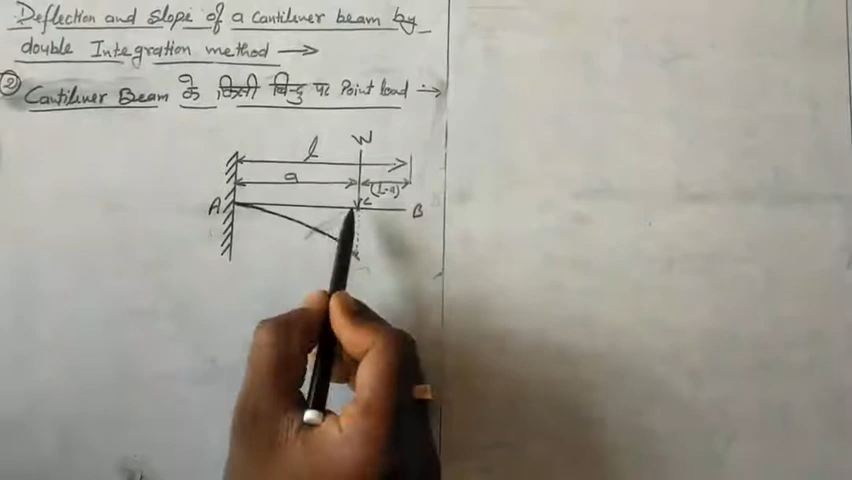 Deflection and slope of a cantilever beam by
double Integration method →
② Cantilever Beam के किसी बिन्दु पर Point load →
W
l
a
(l-a)
A
C
B